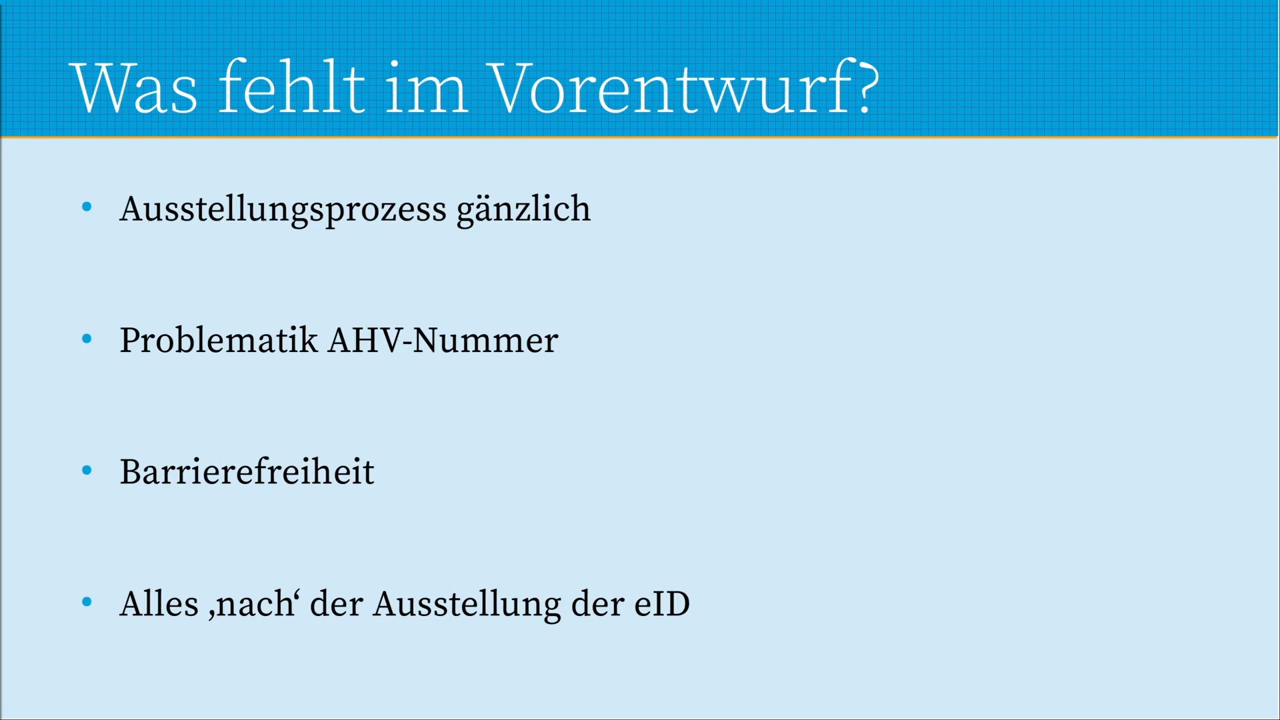 Was fehlt im Vorentwurf?
• Ausstellungsprozess gänzlich
• Problematik AHV-Nummer
• Barrierefreiheit
• Alles ‚nach‘ der Ausstellung der eID